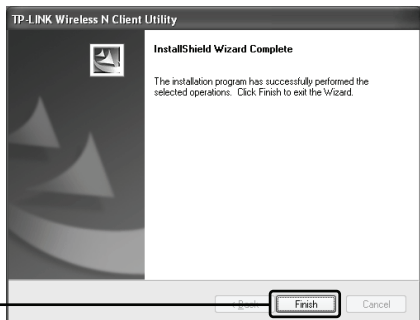 TP-LINK Wireless N Client Utility
InstallShield Wizard Complete
The installation program has successfully performed the
selected operations. Click Finish to exit the Wizard.
< Back
Finish
Cancel